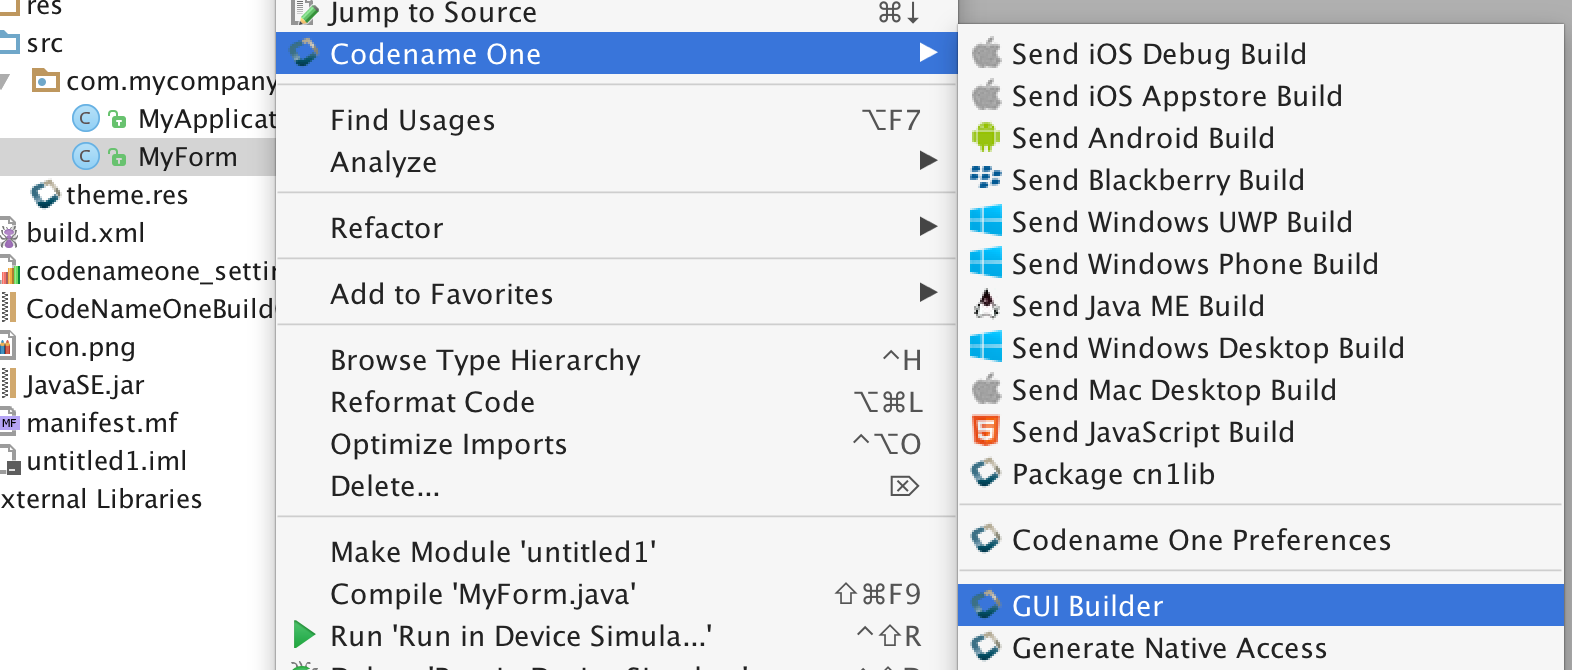 res
src
com.mycompany
MyApplicat
MyForm
theme.res
build.xml
codenameone_settin
CodeNameOneBuild
icon.png
JavaSE.jar
MF manifest.mf
untitled1.iml
xternal Libraries
Jump to Source ⌘↓
Codename One
Find Usages ⌥F7
Analyze
Refactor
Add to Favorites
Browse Type Hierarchy ^H
Reformat Code ⌥⌘L
Optimize Imports ^⌥O
Delete... ⌦
Make Module 'untitled1'
Compile 'MyForm.java' ⇧⌘F9
Run 'Run in Device Simula...' ^⇧R
Send iOS Debug Build
Send iOS Appstore Build
Send Android Build
Send Blackberry Build
Send Windows UWP Build
Send Windows Phone Build
Send Java ME Build
Send Windows Desktop Build
Send Mac Desktop Build
Send JavaScript Build
Package cn1lib
Codename One Preferences
GUI Builder
Generate Native Access